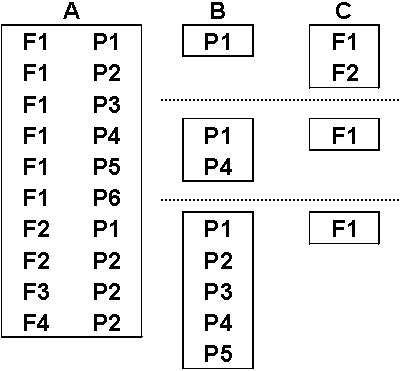 A B C
F1 P1 P1 F1
F1 P2 F2
F1 P3
F1 P4 P1 F1
F1 P5 P4
F1 P6
F2 P1 P1 F1
F2 P2 P2
F3 P2 P3
F4 P2 P4
P5